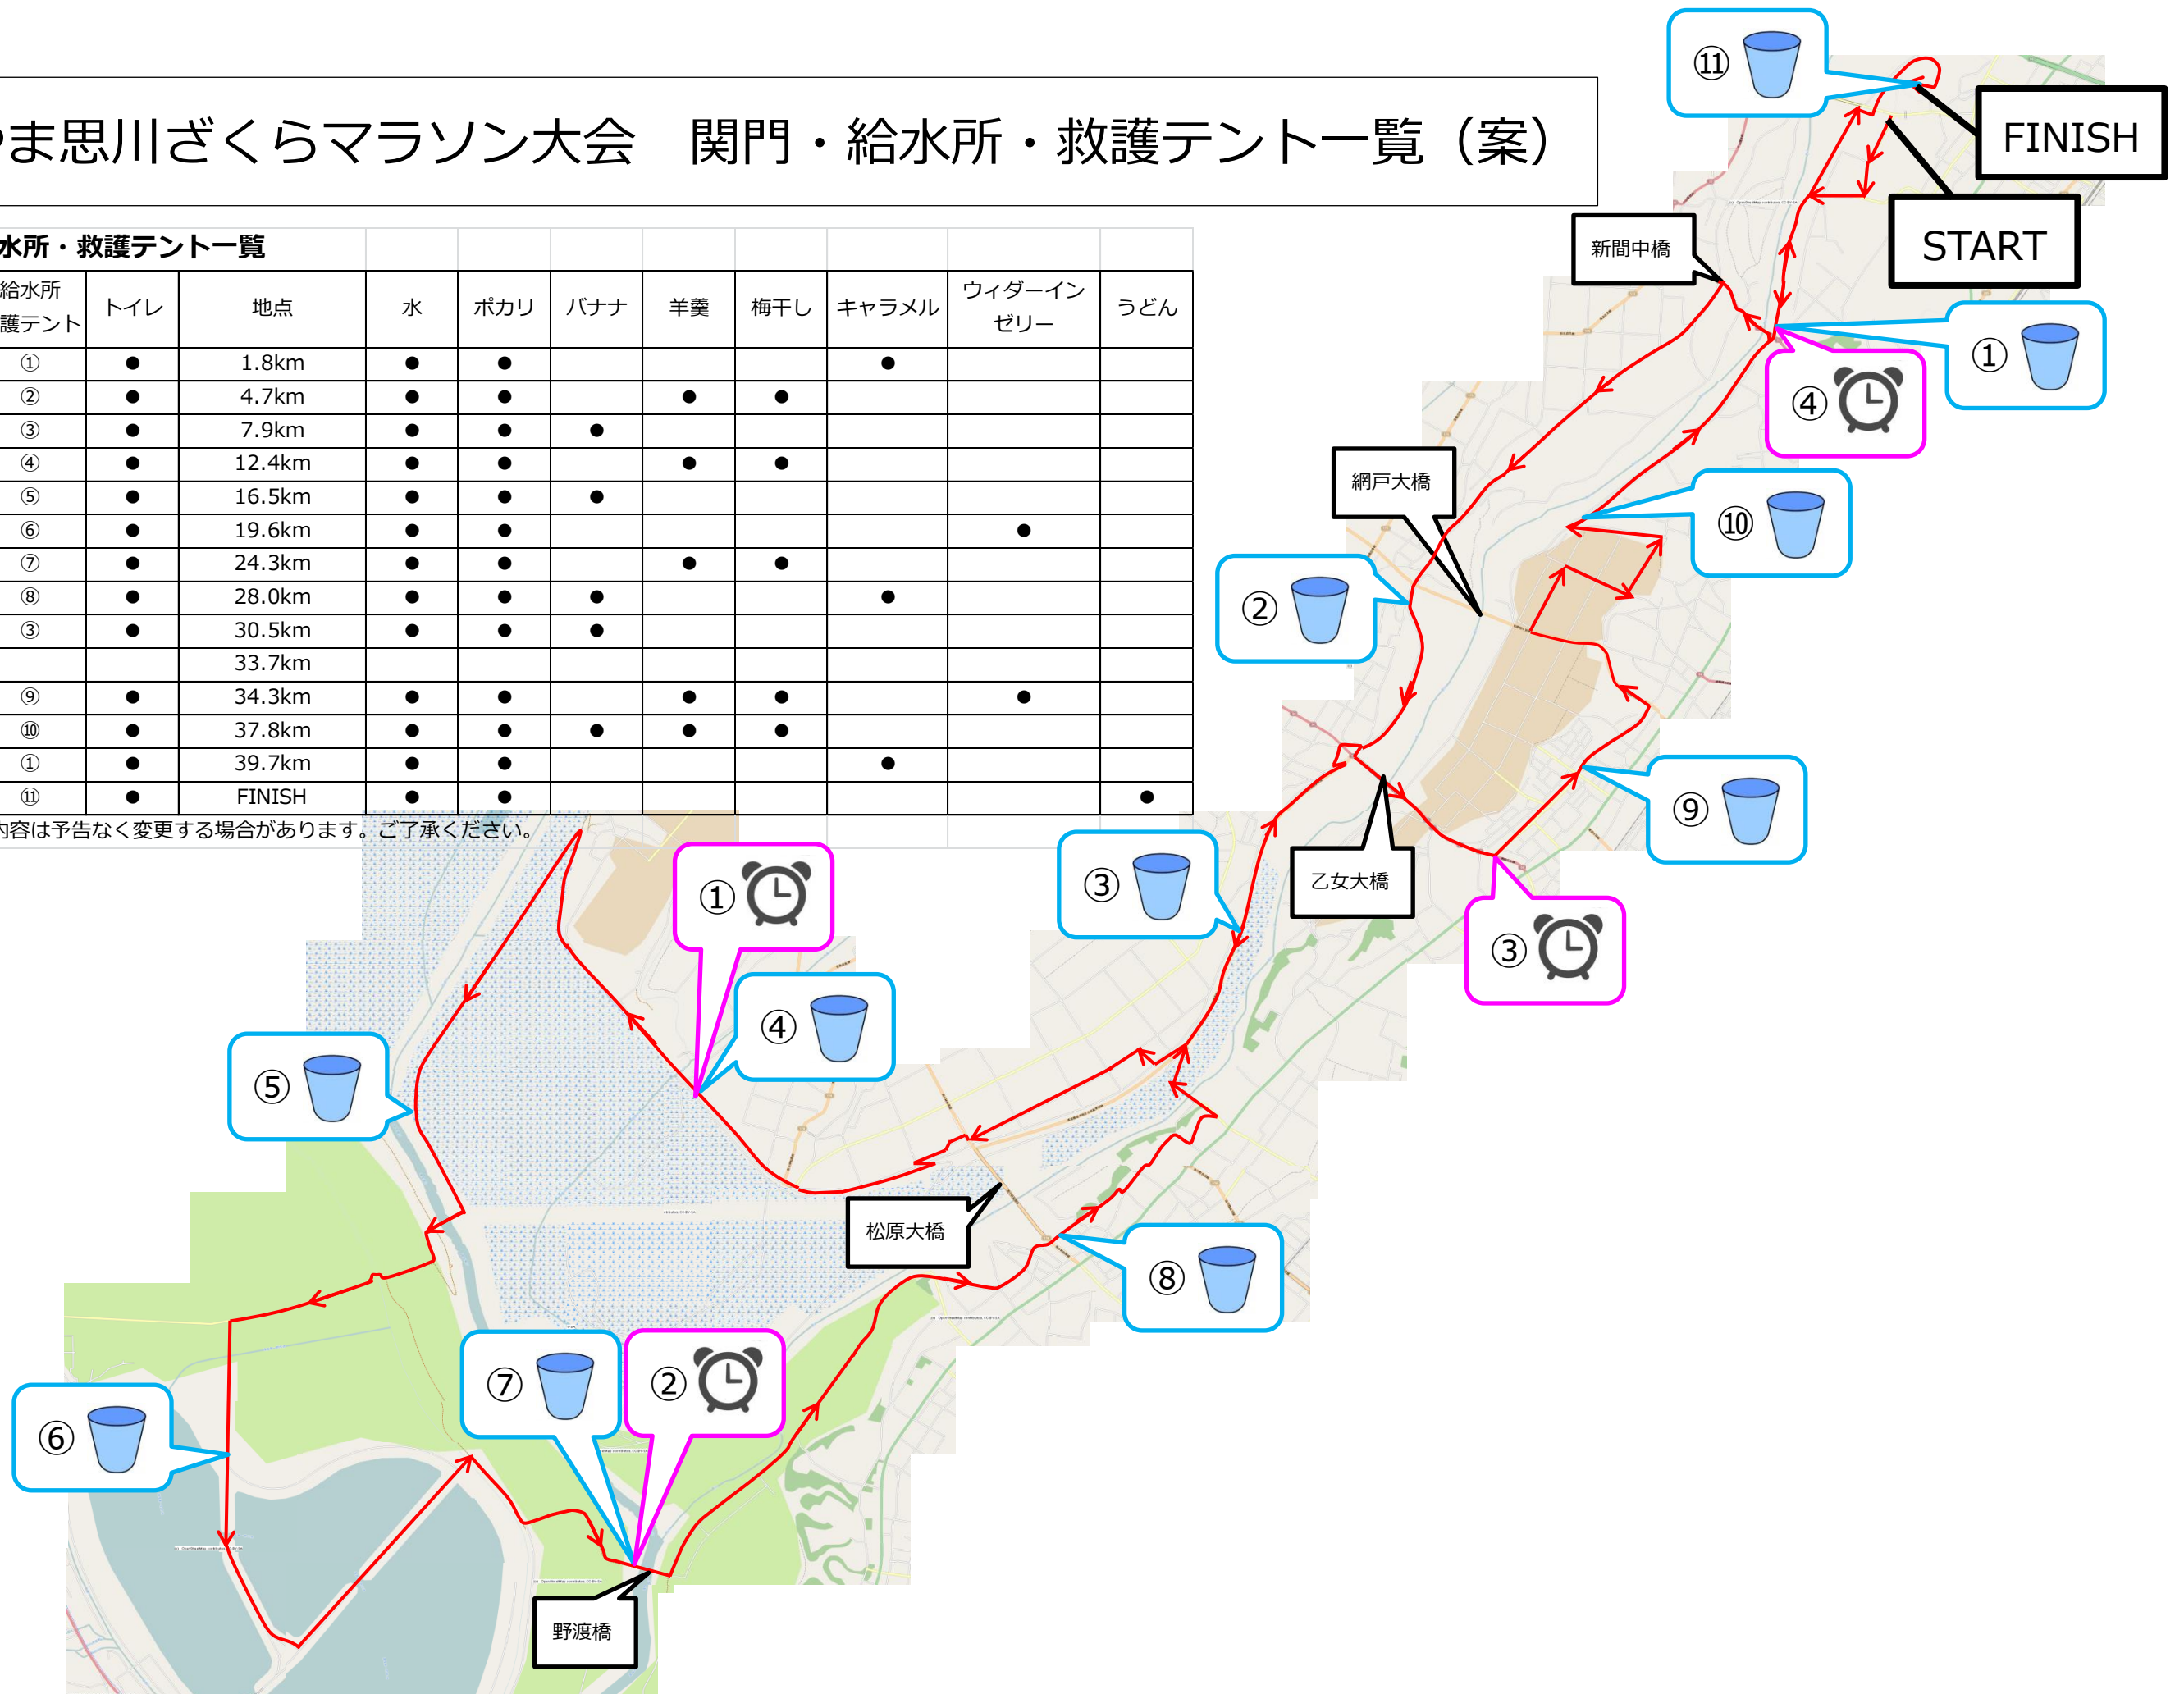 やま思川ざくらマラソン大会　関門・給水所・救護テント一覧（案）
水所・救護テント一覧
給水所
護テント トイレ 地点 水 ポカリ バナナ 羊羹 梅干し キャラメル ウィダーイン
ゼリー うどん
① ● 1.8km ● ● ●
② ● 4.7km ● ● ● ●
③ ● 7.9km ● ● ●
④ ● 12.4km ● ● ● ●
⑤ ● 16.5km ● ● ●
⑥ ● 19.6km ● ● ●
⑦ ● 24.3km ● ● ● ●
⑧ ● 28.0km ● ● ● ●
③ ● 30.5km ● ● ●
33.7km
⑨ ● 34.3km ● ● ● ● ●
⑩ ● 37.8km ● ● ● ● ●
① ● 39.7km ● ● ●
⑪ ● FINISH ● ● ●
内容は予告なく変更する場合があります。ご了承ください。
⑪
FINISH
START
新間中橋
①
④
網戸大橋
⑩
②
⑨
③
乙女大橋
①
③
④
⑤
松原大橋
⑧
⑦
②
⑥
野渡橋